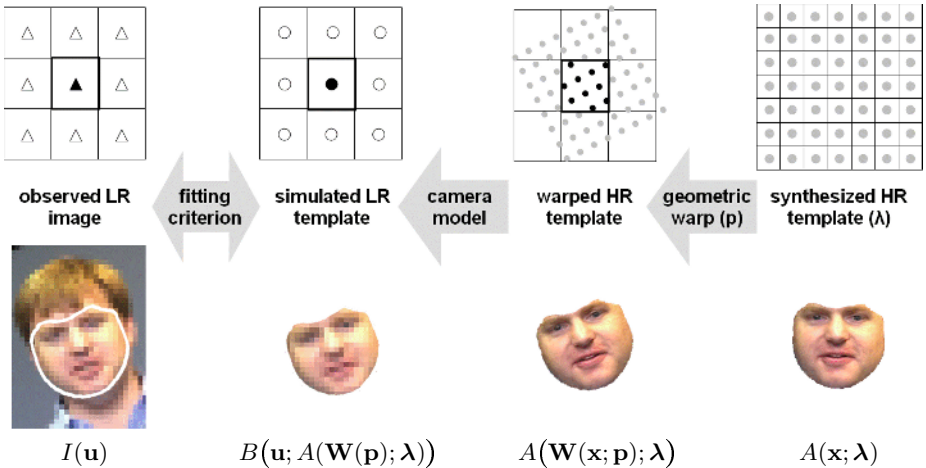 observed LR image
fitting criterion
simulated LR template
camera model
warped HR template
geometric warp (p)
synthesized HR template (λ)
I(u)
B(u; A(W(p); λ))
A(W(x; p); λ)
A(x; λ)